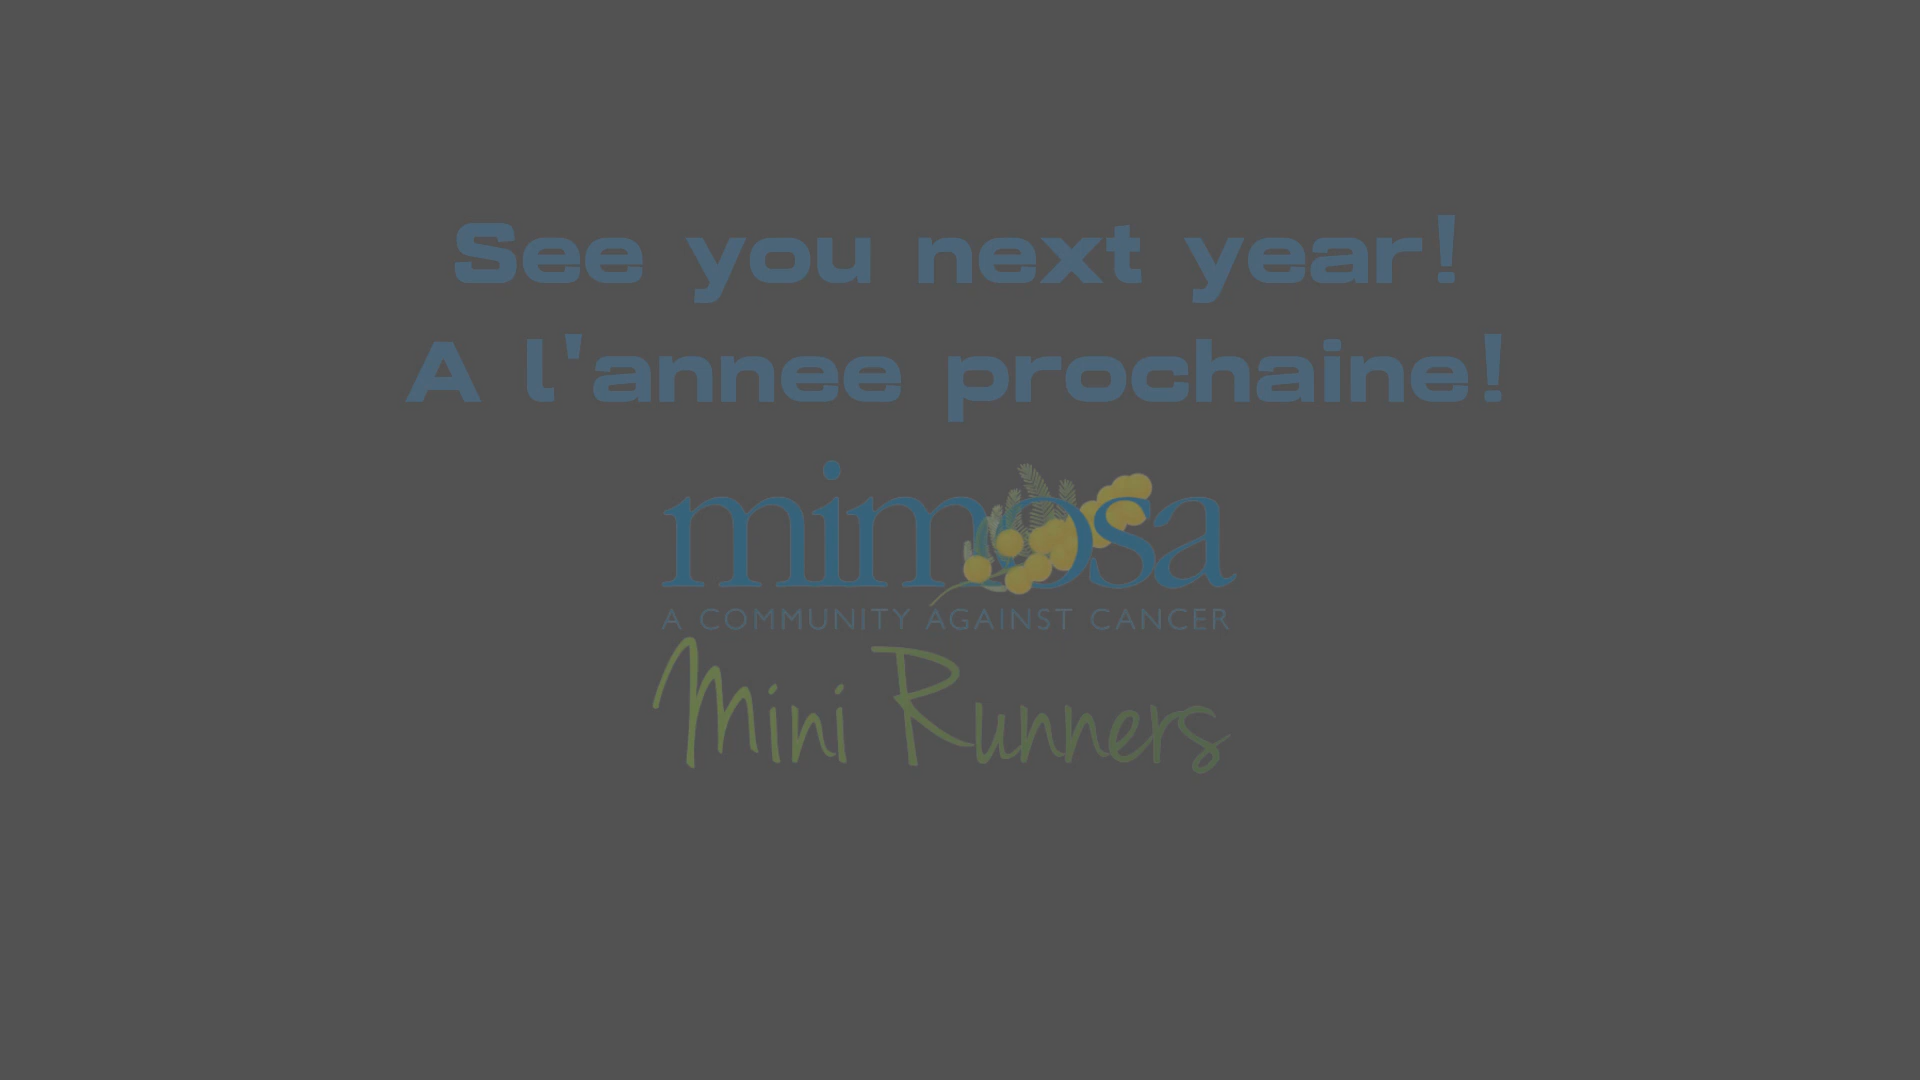 See you next year!
A l'annee prochaine!
mimosa
A COMMUNITY AGAINST CANCER
Mini Runners